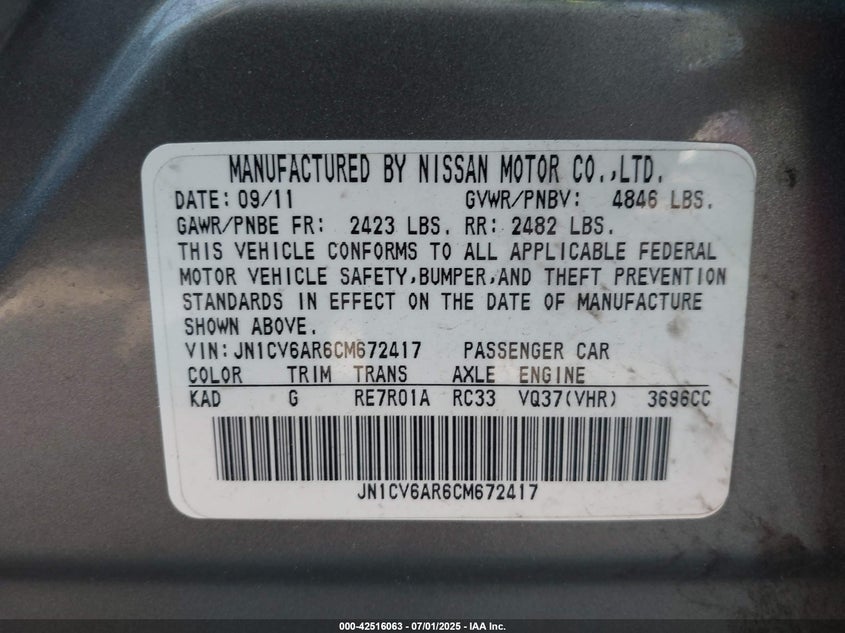 MANUFACTURED BY NISSAN MOTOR CO.,LTD.
DATE: 09/11 GVWR/PNBV: 4846 LBS.
GAWR/PNBE FR: 2423 LBS. RR: 2482 LBS.
THIS VEHICLE CONFORMS TO ALL APPLICABLE FEDERAL
MOTOR VEHICLE SAFETY,BUMPER,AND THEFT PREVENTION
STANDARDS IN EFFECT ON THE DATE OF MANUFACTURE
SHOWN ABOVE.
VIN:JN1CV6AR6CM672417 PASSENGER CAR
COLOR TRIM TRANS AXLE ENGINE
KAD G RE7R01A RC33 VQ37(VHR) 3696CC
JN1CV6AR6CM672417
000-42516063 / 07/01/2025 - IAA Inc.